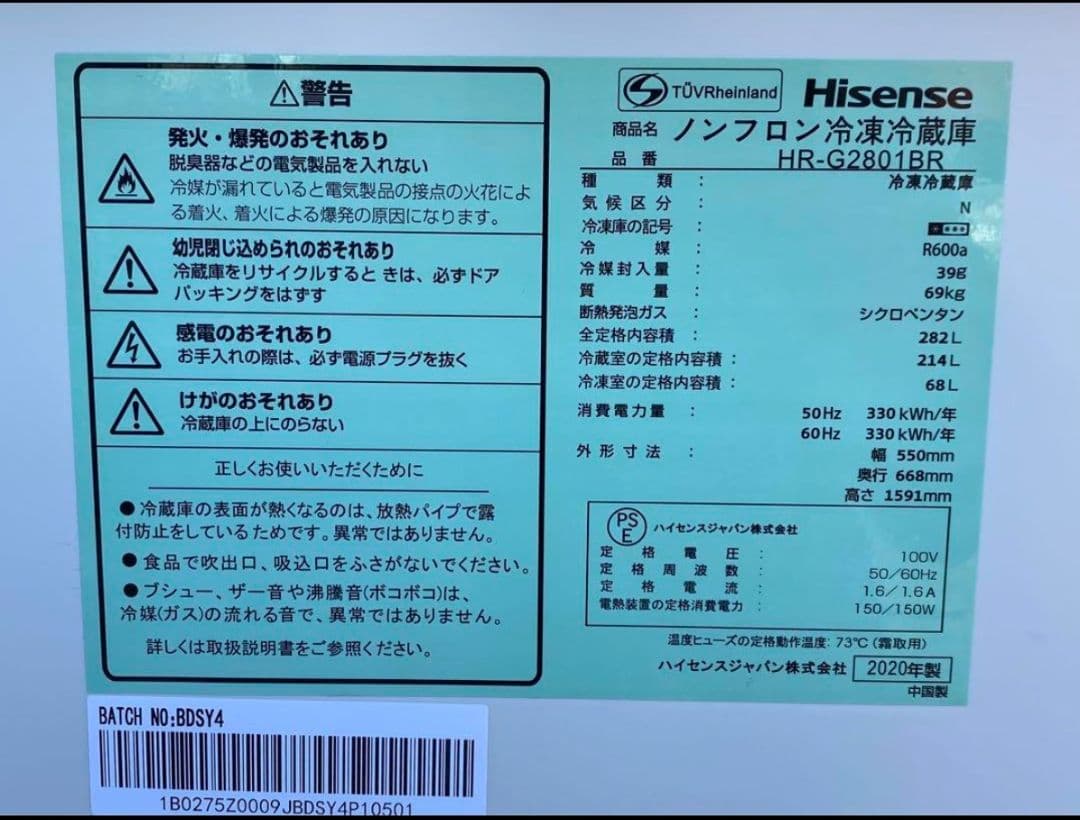 ⚠警告
発火・爆発のおそれあり
脱臭器などの電気製品を入れない
冷媒が漏れていると電気製品の接点の火花によ
る着火、着火による爆発の原因になります。
幼児閉じ込められのおそれあり
冷蔵庫をリサイクルすると きは、必ずドア
パッキングをはずす
感電のおそれあり
お手入れの際は、必ず電源プラグを抜く
けがのおそれあり
冷蔵庫の上にのらない
正しくお使いいただくために
●冷蔵庫の表面が熱くなるのは、放熱パイプで露
付防止をしているためです。異常ではありません。
●食品で吹出口、吸込口をふさがないでください。
●ブシュー、ザー音や沸騰音(ボコボコ)は、
冷媒(ガス)の流れる音で、異常ではありません。
詳しくは取扱説明書をご参照ください。
TÜVRheinland Hisense
商品名 ノンフロン冷凍冷蔵庫
品番 HR-G2801BR
種類 : 冷凍冷蔵庫
気候区分 : N
冷凍庫の記号 : ****
冷媒 : R600a
冷媒封入量 : 39g
質量 : 69kg
断熱発泡ガス : シクロペンタン
全定格内容積 : 282L
冷蔵室の定格内容積 : 214L
冷凍室の定格内容積 : 68L
消費電力量 : 50Hz 330kWh/年
60Hz 330kWh/年
外形寸法 : 幅 550mm
奥行 668mm
高さ 1591mm
PSE ハイセンスジャパン株式会社
定格電圧 : 100V
定格周波数 : 50/60Hz
定格電流 : 1.6/1.6A
電熱装置の定格消費電力 : 150/150W
温度ヒューズの定格動作温度: 73℃(霜取用)
ハイセンスジャパン株式会社 2020年製
中国製
BATCH NO:BDSY4
1B0275Z0009JBDSY4P10501